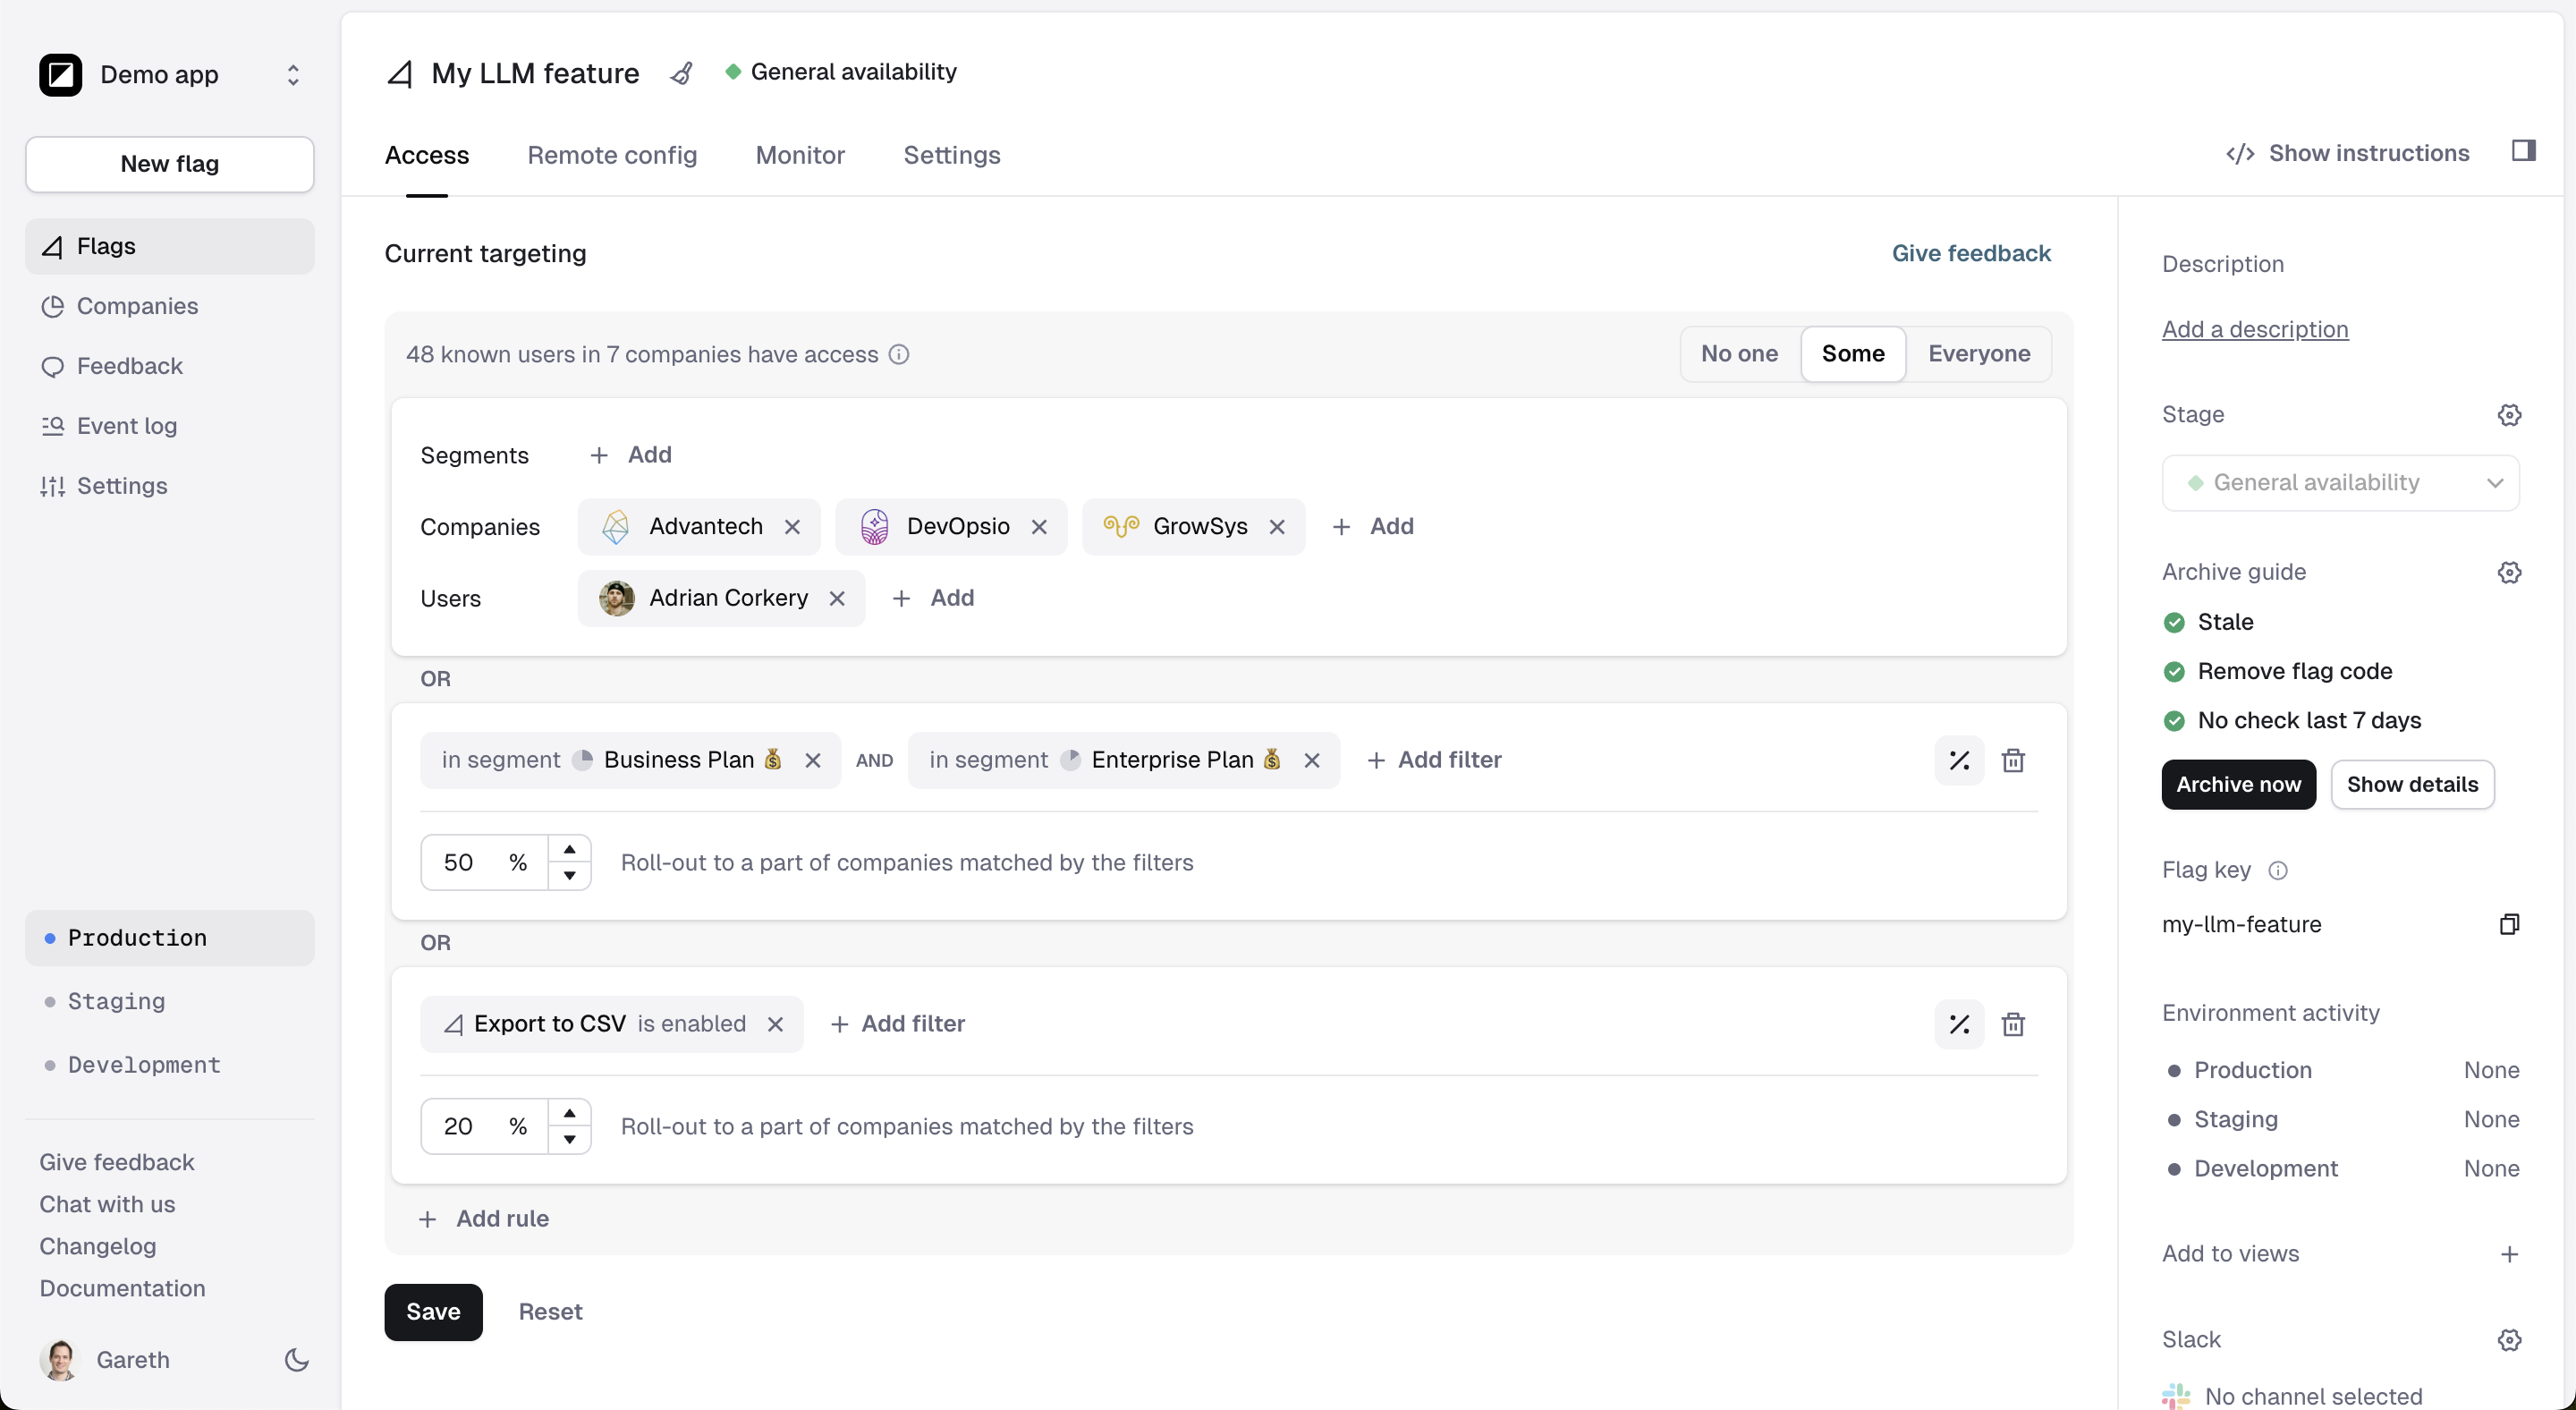 Demo app
New flag
Flags
Companies
Feedback
Event log
Settings
Production
Staging
Development
Give feedback
Chat with us
Changelog
Documentation
Gareth
My LLM feature
General availability
Access
Remote config
Monitor
Settings
Show instructions
Current targeting
Give feedback
48 known users in 7 companies have access
No one
Some
Everyone
Segments
Add
Companies
Advantech
DevOpsio
GrowSys
Add
Users
Adrian Corkery
Add
OR
in segment Business Plan 💰
AND
in segment Enterprise Plan 💰
Add filter
50 %
Roll-out to a part of companies matched by the filters
OR
Export to CSV is enabled
Add filter
20 %
Roll-out to a part of companies matched by the filters
Add rule
Save
Reset
Description
Add a description
Stage
General availability
Archive guide
Stale
Remove flag code
No check last 7 days
Archive now
Show details
Flag key
my-llm-feature
Environment activity
Production None
Staging None
Development None
Add to views
Slack
No channel selected